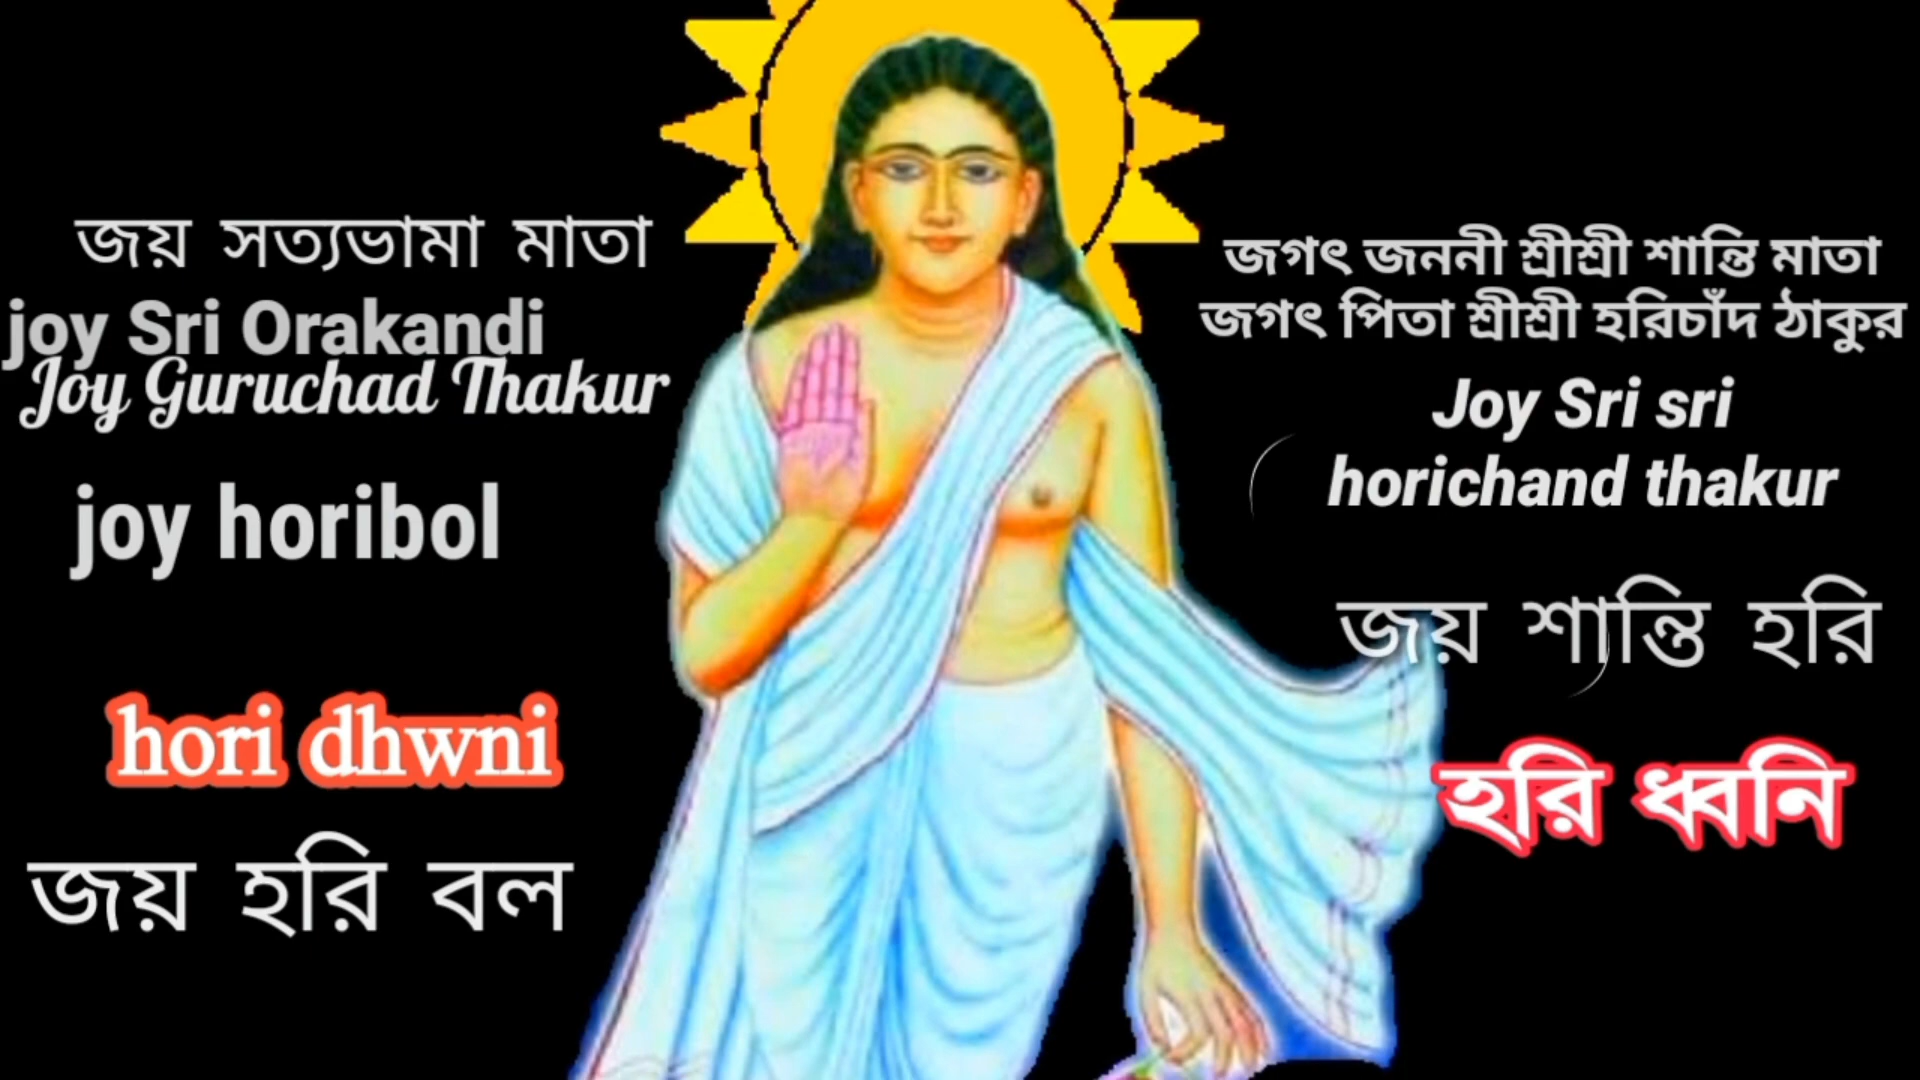 জয় সত্যভামা মাতা
joy Sri Orakandi
Joy Guruchad Thakur
joy horibol
hori dhwni
জয় হরি বল
জগৎ জননী শ্রীশ্রী শান্তি মাতা
জগৎ পিতা শ্রীশ্রী হরিচাঁদ ঠাকুর
Joy Sri sri
horichand thakur
জয় শান্তি হরি
হরি ধ্বনি